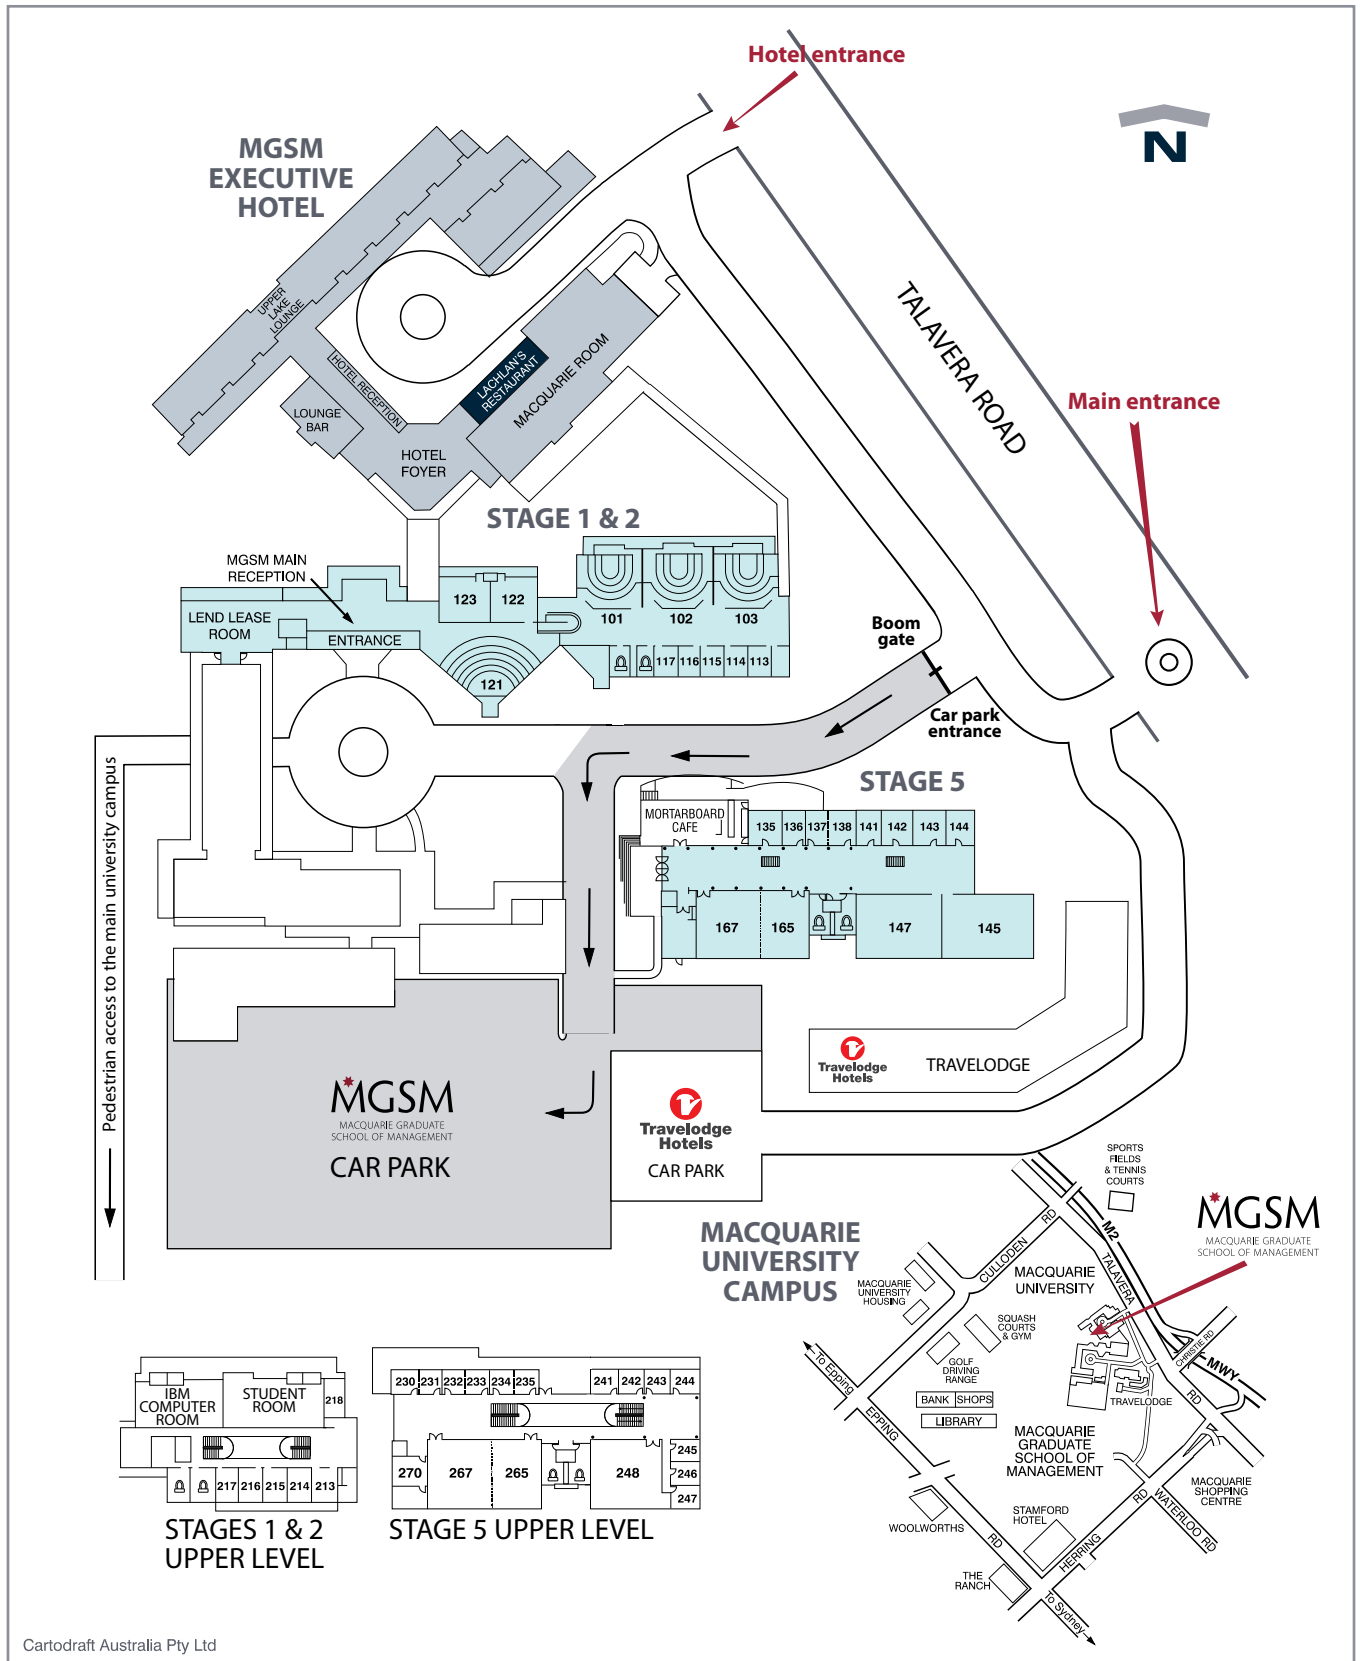 Hotel entrance
N
MGSM
EXECUTIVE
HOTEL
UPPER
LAKE
LOUNGE
HOTEL RECEPTION
LACHLAN'S
RESTAURANT
MACQUARIE ROOM
LOUNGE
BAR
HOTEL
FOYER
TALAVERA ROAD
Main entrance
STAGE 1 & 2
MGSM MAIN
RECEPTION
LEND LEASE
ROOM
ENTRANCE
123
122
121
101
102
103
117
116
115
114
113
Boom
gate
Car park
entrance
STAGE 5
MORTARBOARD
CAFE
135
136
137
138
141
142
143
144
167
165
147
145
Pedestrian access to the main university campus
Travelodge
Hotels
TRAVELODGE
MGSM
MACQUARIE GRADUATE
SCHOOL OF MANAGEMENT
CAR PARK
Travelodge
Hotels
CAR PARK
MACQUARIE
UNIVERSITY
CAMPUS
SPORTS
FIELDS
& TENNIS
COURTS
MGSM
MACQUARIE GRADUATE
SCHOOL OF MANAGEMENT
CULLODEN
RD
M2
TALAVERA
RD
MACQUARIE
UNIVERSITY
MACQUARIE
UNIVERSITY
HOUSING
SQUASH
COURTS
& GYM
GOLF
DRIVING
RANGE
CHRISTIE RD
MWY
TRAVELODGE
To Epping
EPPING
RD
BANK
SHOPS
LIBRARY
MACQUARIE
GRADUATE
SCHOOL OF
MANAGEMENT
MACQUARIE
SHOPPING
CENTRE
WATERLOO RD
WOOLWORTHS
STAMFORD
HOTEL
HERRING
RD
THE
RANCH
To Sydney
IBM
COMPUTER
ROOM
STUDENT
ROOM
218
217
216
215
214
213
STAGES 1 & 2
UPPER LEVEL
230
231
232
233
234
235
241
242
243
244
270
267
265
248
245
246
247
STAGE 5 UPPER LEVEL
Cartodraft Australia Pty Ltd